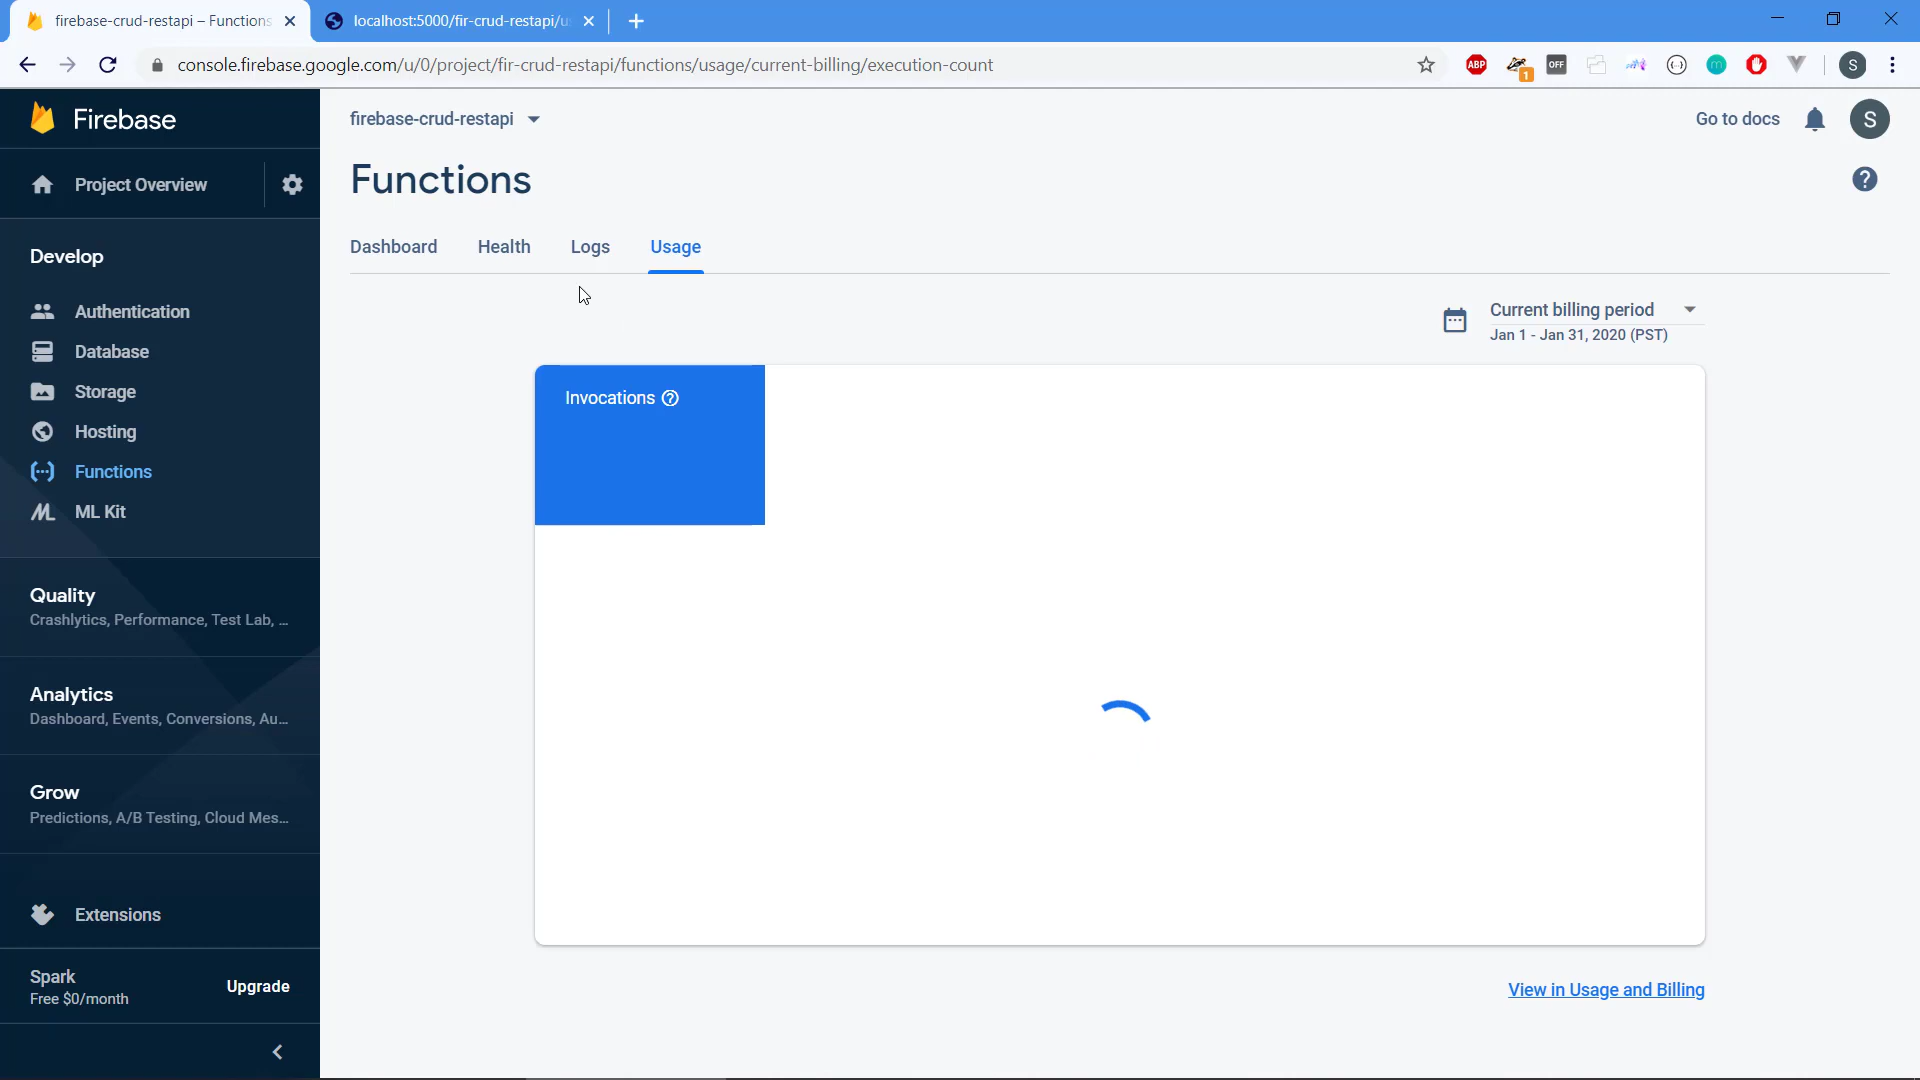 firebase-crud-restapi – Functions
localhost:5000/fir-crud-restapi/u
console.firebase.google.com/u/0/project/fir-crud-restapi/functions/usage/current-billing/execution-count
ABP
1
OFF
m
S
Firebase
firebase-crud-restapi
Go to docs
S
Project Overview
Functions
?
Dashboard
Health
Logs
Usage
Develop
Authentication
Database
Storage
Hosting
Functions
ML Kit
Current billing period
Jan 1 - Jan 31, 2020 (PST)
Invocations ?
Quality
Crashlytics, Performance, Test Lab, ...
Analytics
Dashboard, Events, Conversions, Au...
Grow
Predictions, A/B Testing, Cloud Mes...
Extensions
Spark
Free $0/month
Upgrade
View in Usage and Billing